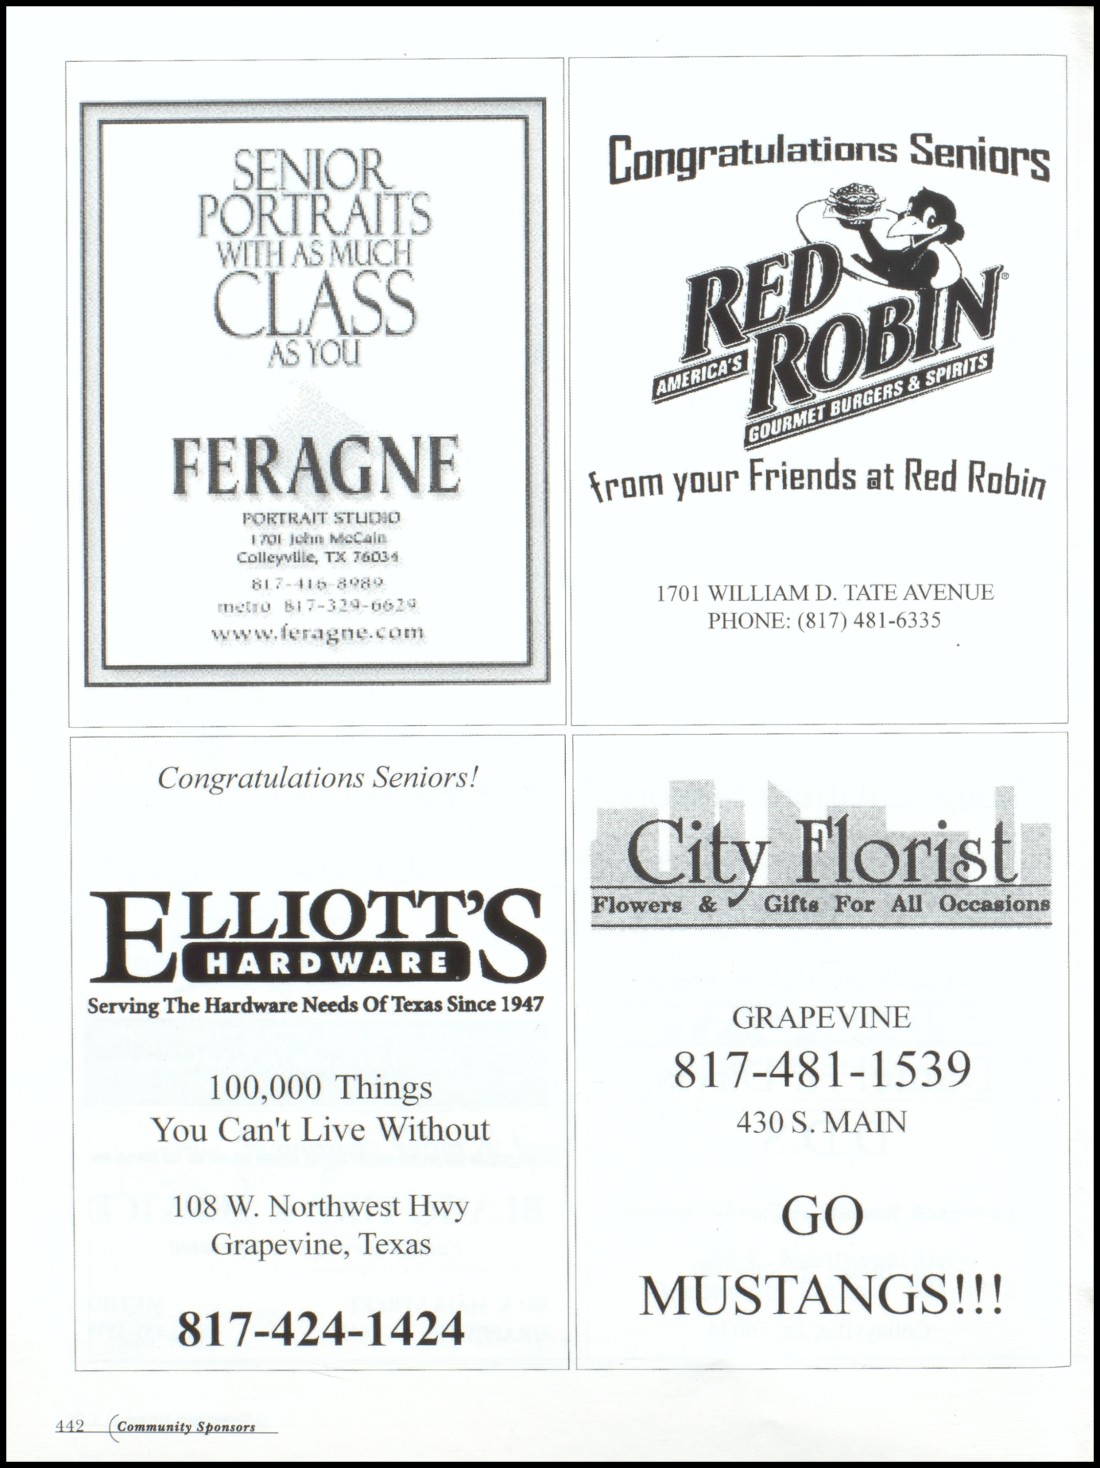 SENIOR
PORTRAITS
WITH AS MUCH
CLASS
AS YOU
FERAGNE
PORTRAIT STUDIO
1701 John McCain
Colleyville, TX 76034
817-416-8989
metro 817-329-6629
www.feragne.com
Congratulations Seniors
RED
ROBIN®
AMERICA'S
GOURMET BURGERS & SPIRITS
from your Friends at Red Robin
1701 WILLIAM D. TATE AVENUE
PHONE: (817) 481-6335
Congratulations Seniors!
ELLIOTT'S
HARDWARE
Serving The Hardware Needs Of Texas Since 1947
100,000 Things
You Can't Live Without
108 W. Northwest Hwy
Grapevine, Texas
817-424-1424
City Florist
Flowers & Gifts For All Occasions
GRAPEVINE
817-481-1539
430 S. MAIN
GO
MUSTANGS!!!
442 Community Sponsors